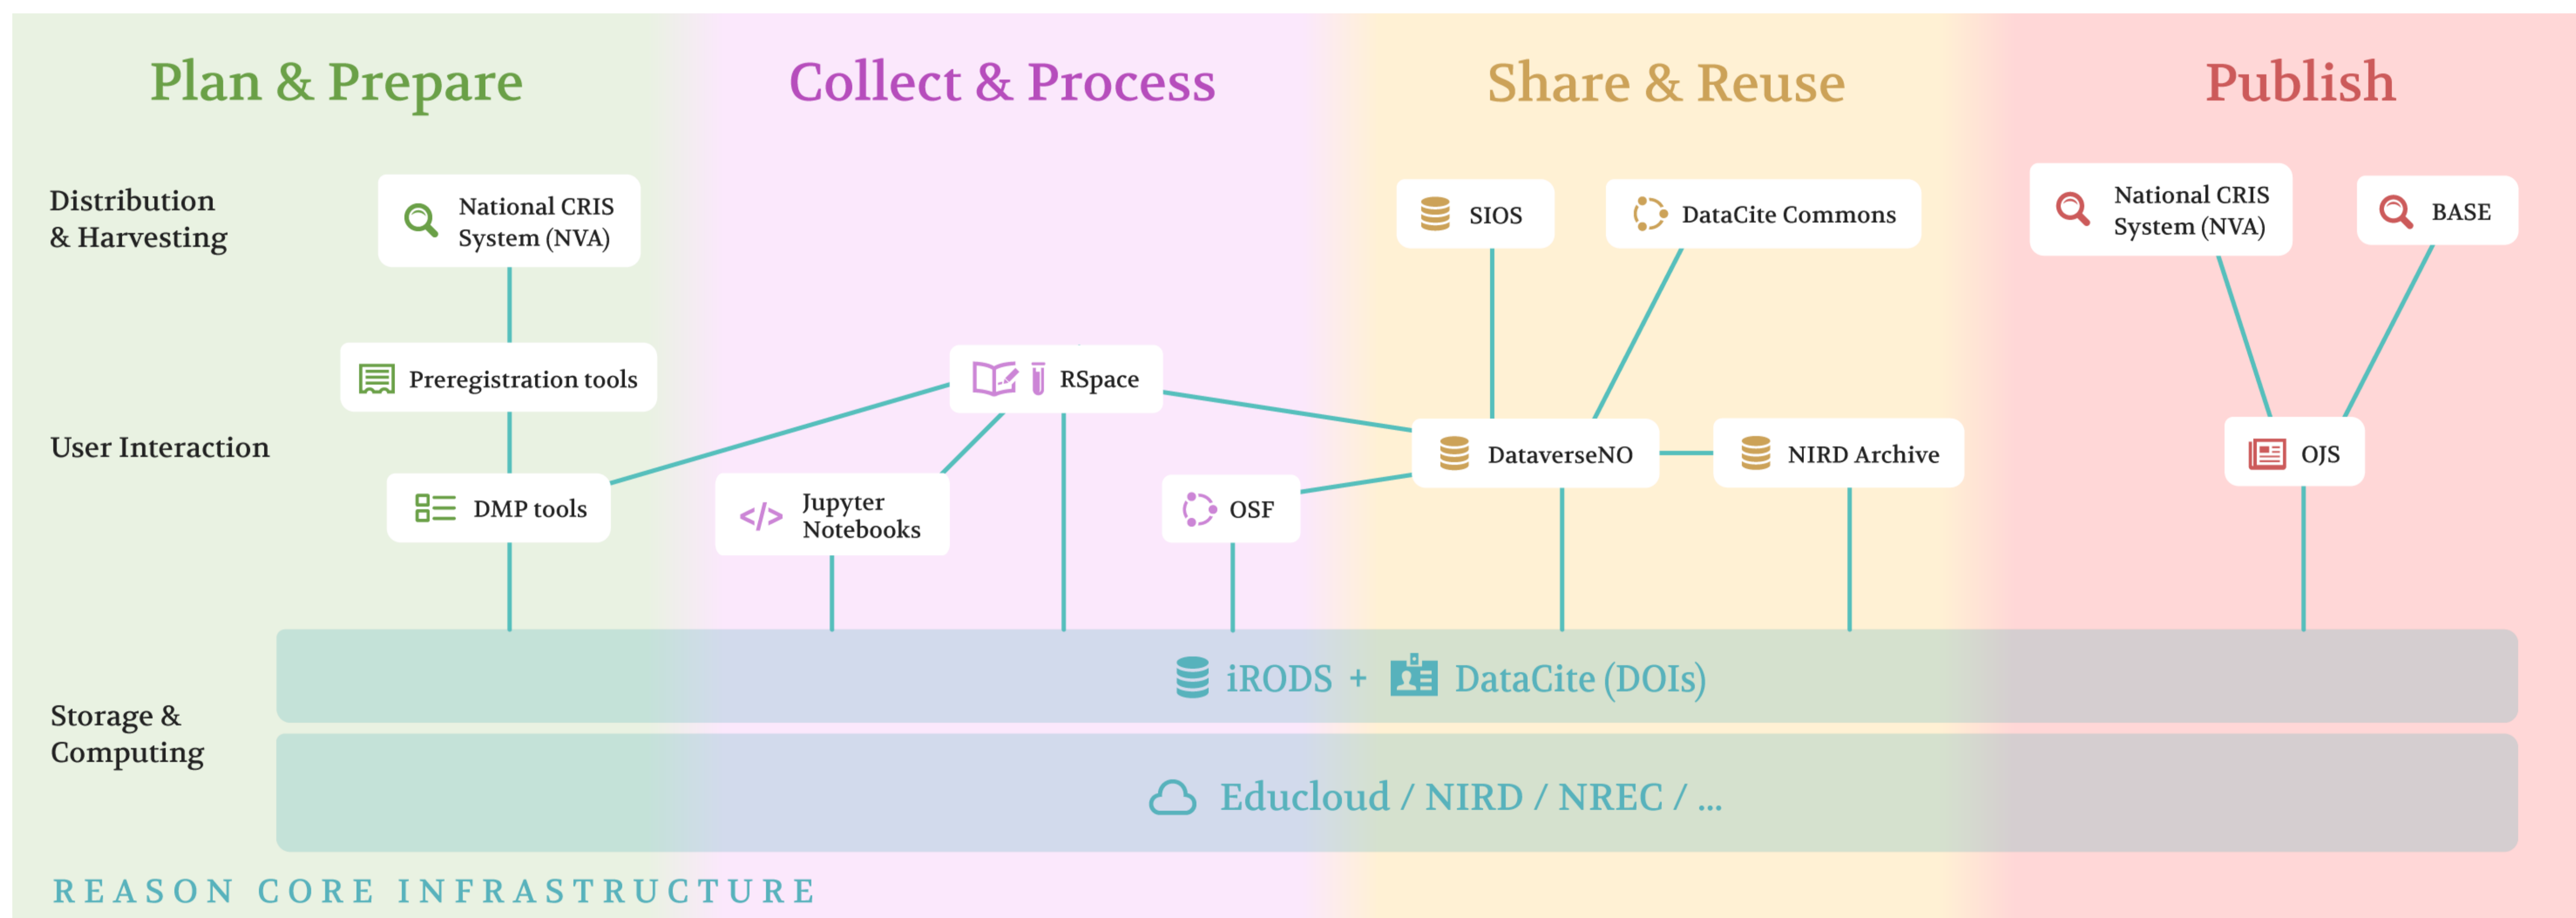 Plan & Prepare
Collect & Process
Share & Reuse
Publish
Distribution
& Harvesting
National CRIS
System (NVA)
SIOS
DataCite Commons
National CRIS
System (NVA)
BASE
User Interaction
Preregistration tools
DMP tools
RSpace
</> Jupyter
Notebooks
OSF
DataverseNO
NIRD Archive
OJS
Storage &
Computing
iRODS + DataCite (DOIs)
Educloud / NIRD / NREC / ...
REASON CORE INFRASTRUCTURE